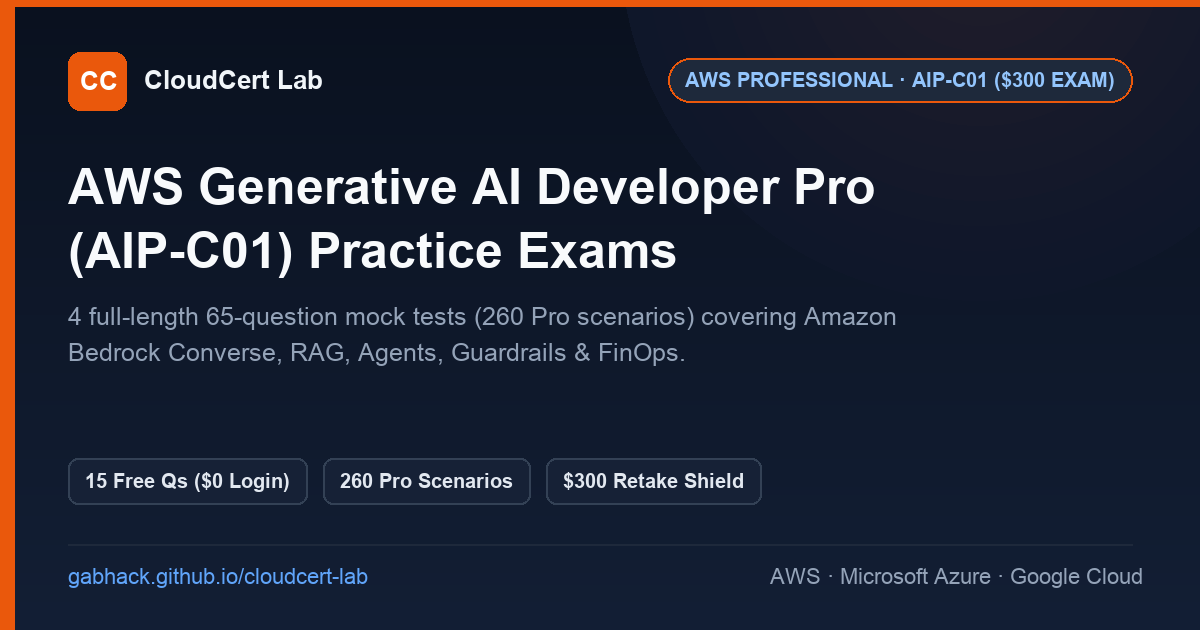 CC
CloudCert Lab
AWS PROFESSIONAL · AIP-C01 ($300 EXAM)
AWS Generative AI Developer Pro
(AIP-C01) Practice Exams
4 full-length 65-question mock tests (260 Pro scenarios) covering Amazon
Bedrock Converse, RAG, Agents, Guardrails & FinOps.
15 Free Qs ($0 Login)
260 Pro Scenarios
$300 Retake Shield
gabhack.github.io/cloudcert-lab
AWS · Microsoft Azure · Google Cloud